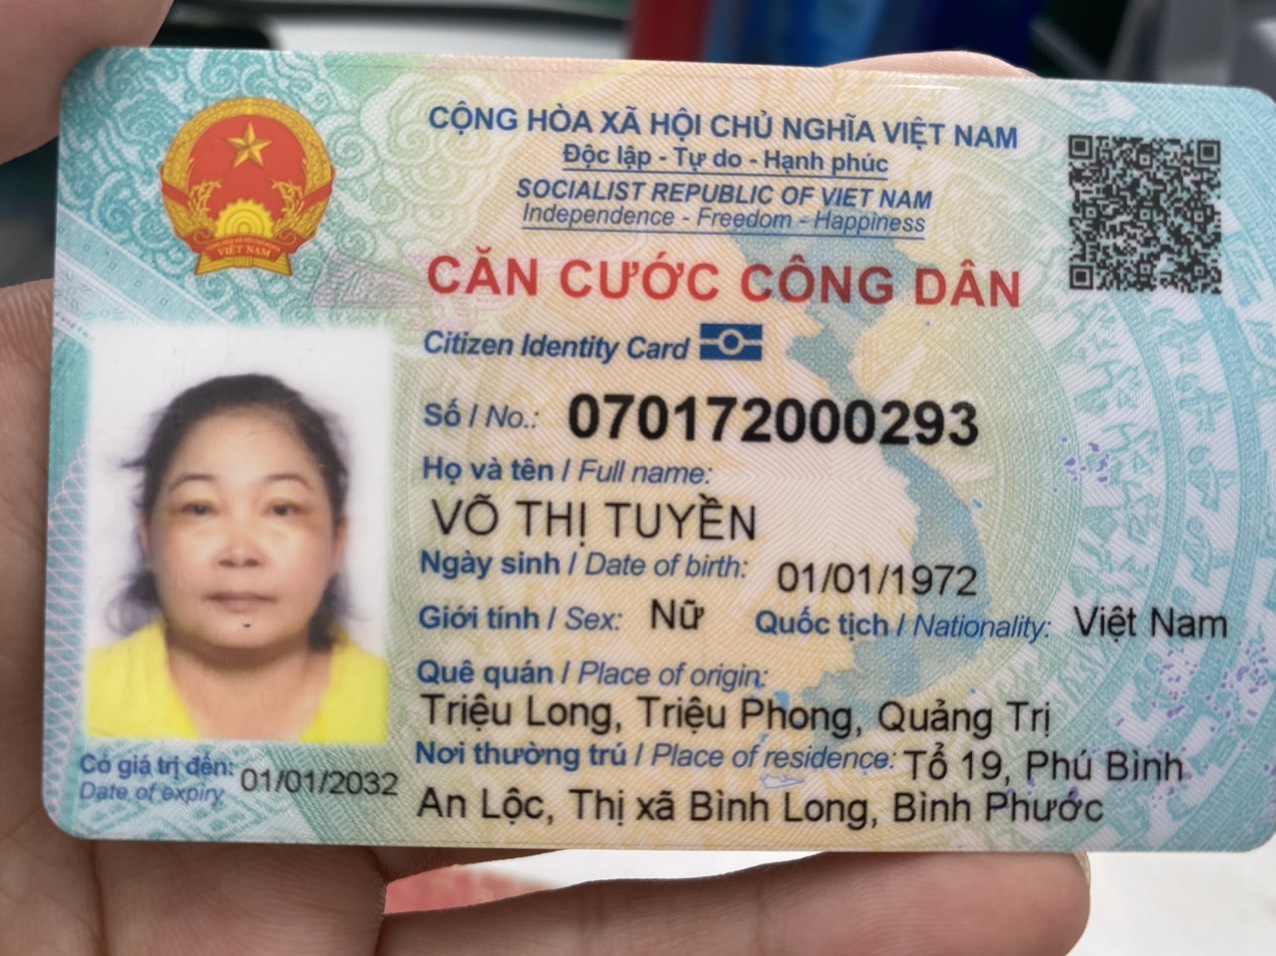 CỘNG HÒA XÃ HỘI CHỦ NGHĨA VIỆT NAM
Độc lập - Tự do - Hạnh phúc
SOCIALIST REPUBLIC OF VIET NAM
Independence - Freedom - Happiness
CĂN CƯỚC CÔNG DÂN
Citizen Identity Card
VIỆT NAM
Số / No.: 070172000293
Họ và tên / Full name:
VÕ THỊ TUYỀN
Ngày sinh / Date of birth: 01/01/1972
Giới tính / Sex: Nữ Quốc tịch / Nationality: Việt Nam
Quê quán / Place of origin:
Triệu Long, Triệu Phong, Quảng Trị
Nơi thường trú / Place of residence: Tổ 19, Phú Bình
An Lộc, Thị xã Bình Long, Bình Phước
Có giá trị đến: 01/01/2032
Date of expiry